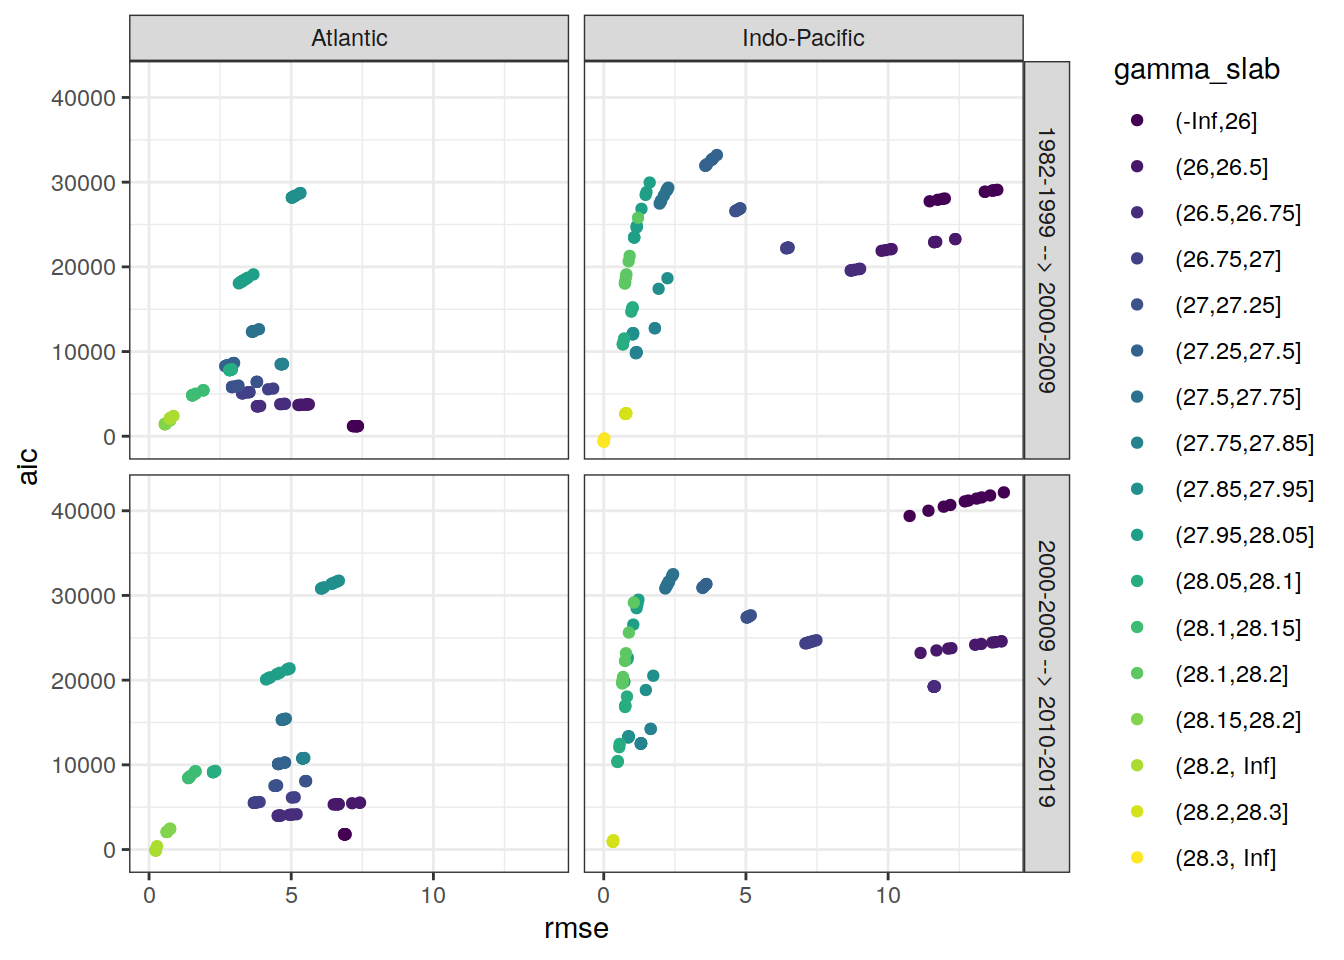 Atlantic
Indo-Pacific
40000
30000
20000
10000
0
1982-1999 --> 2000-2009
aic
40000
30000
20000
10000
0
2000-2009 --> 2010-2019
0 5 10
0 5 10
rmse
gamma_slab
(-Inf,26]
(26,26.5]
(26.5,26.75]
(26.75,27]
(27,27.25]
(27.25,27.5]
(27.5,27.75]
(27.75,27.85]
(27.85,27.95]
(27.95,28.05]
(28.05,28.1]
(28.1,28.15]
(28.1,28.2]
(28.15,28.2]
(28.2, Inf]
(28.2,28.3]
(28.3, Inf]